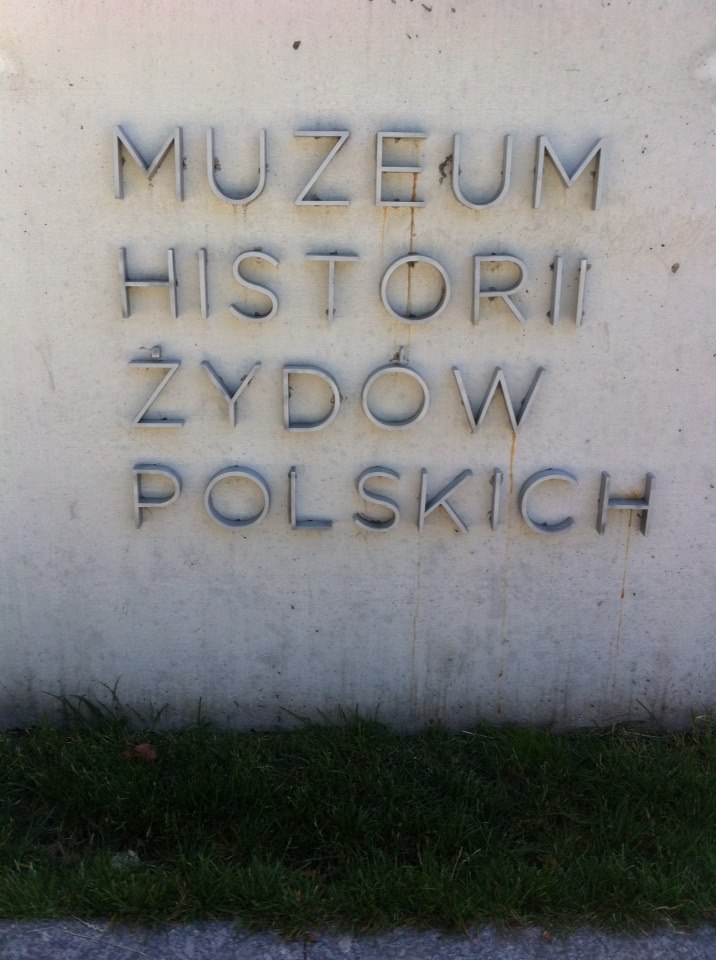 MUZEUM
HISTORII
ŻYDÓW
POLSKICH